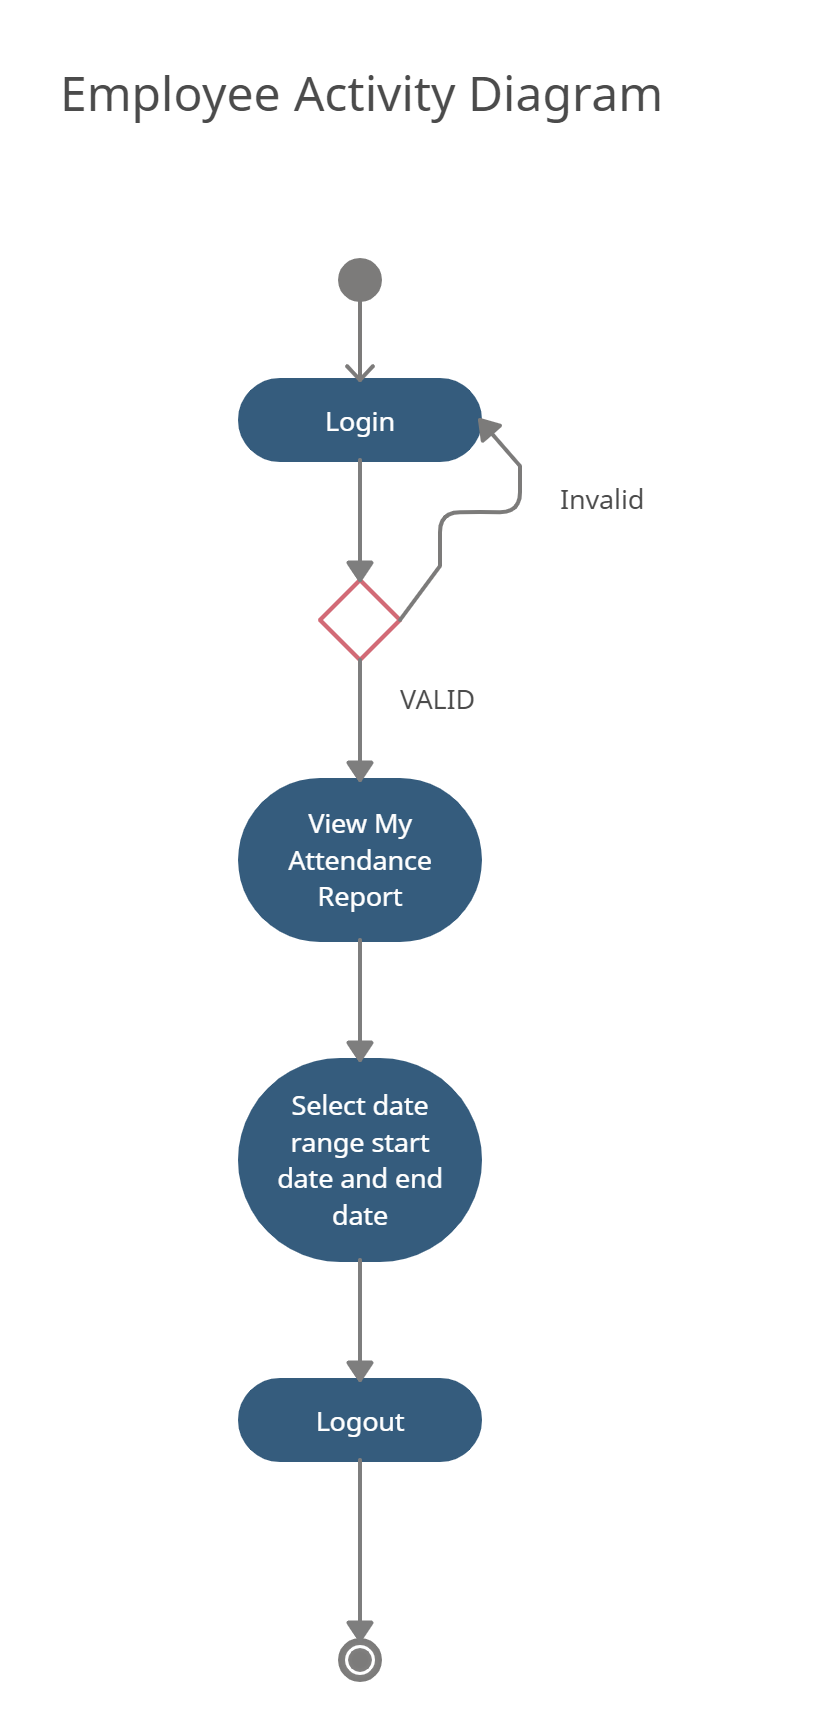 Employee Activity Diagram
Login
Invalid
VALID
View My
Attendance
Report
Select date
range start
date and end
date
Logout